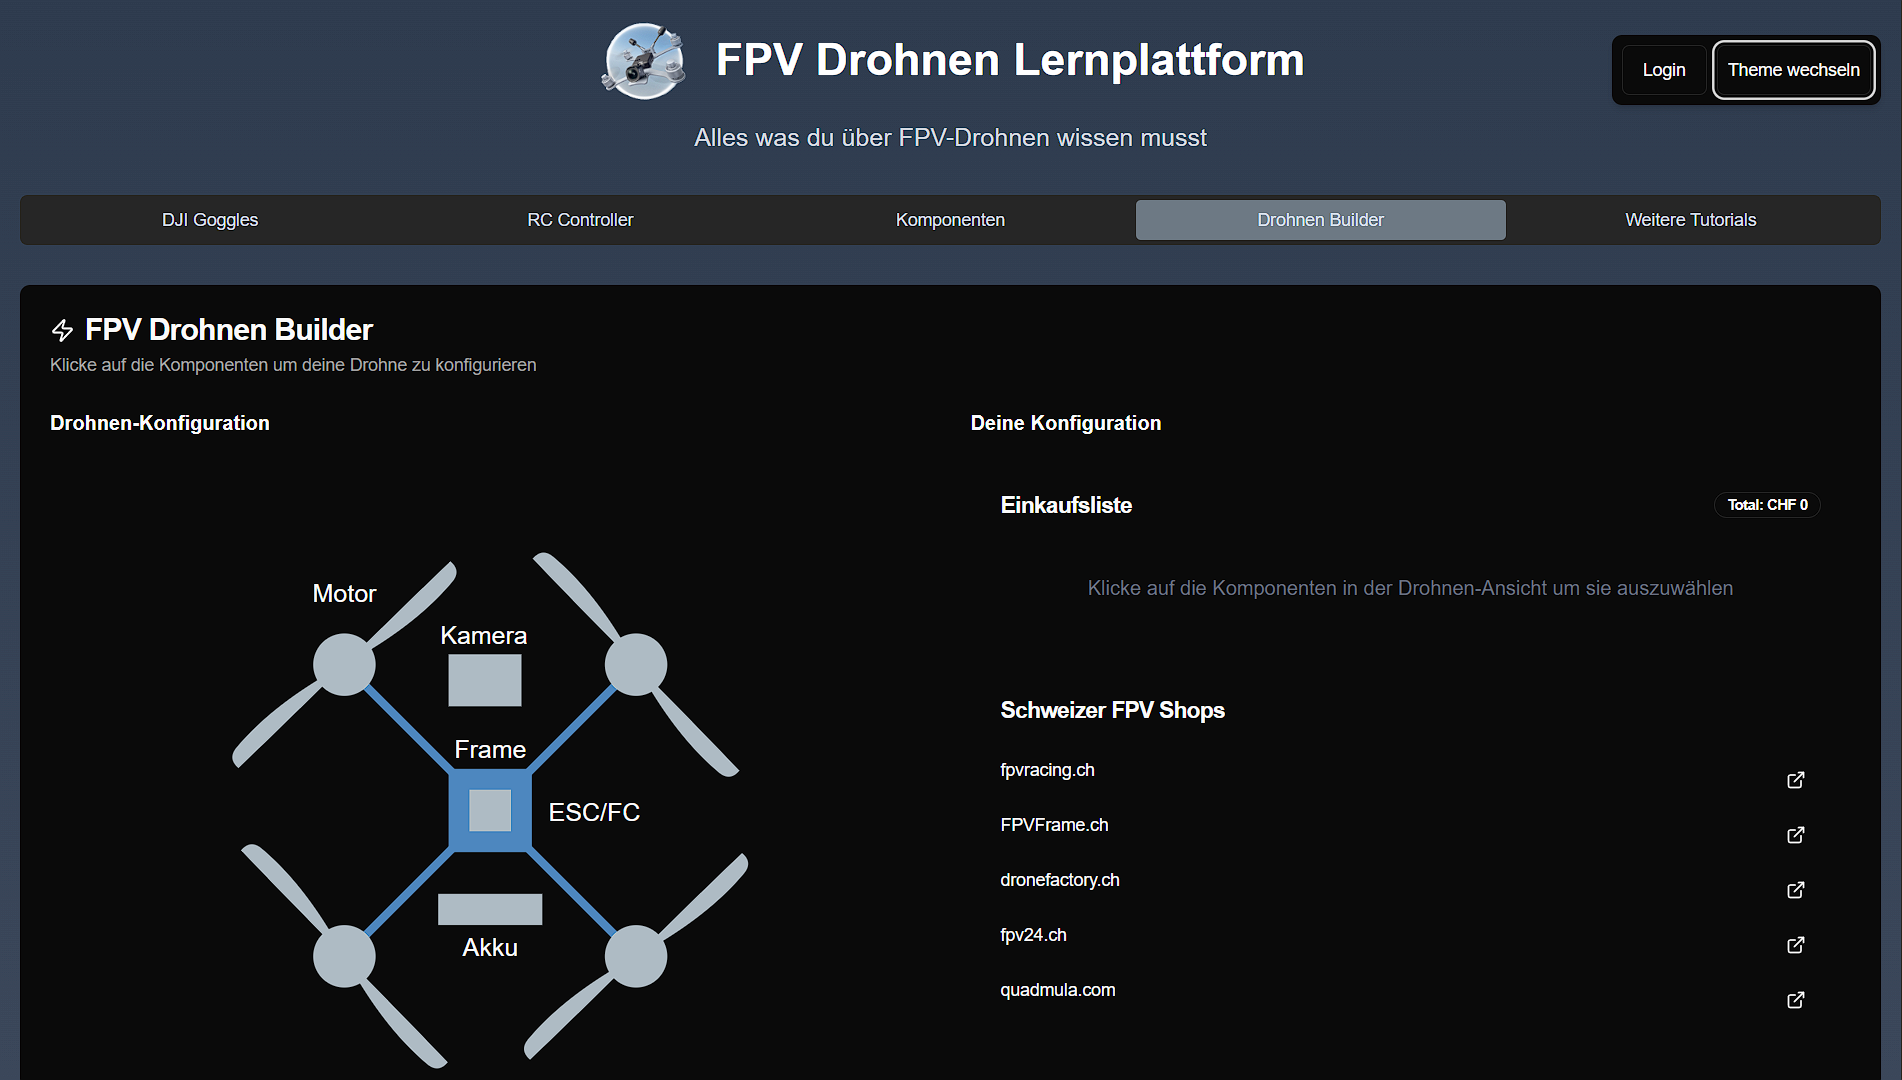 FPV Drohnen Lernplattform
Login
Theme wechseln
Alles was du über FPV-Drohnen wissen musst
DJI Goggles
RC Controller
Komponenten
Drohnen Builder
Weitere Tutorials
FPV Drohnen Builder
Klicke auf die Komponenten um deine Drohne zu konfigurieren
Drohnen-Konfiguration
Motor
Kamera
Frame
ESC/FC
Akku
Deine Konfiguration
Einkaufsliste
Total: CHF 0
Klicke auf die Komponenten in der Drohnen-Ansicht um sie auszuwählen
Schweizer FPV Shops
fpvracing.ch
FPVFrame.ch
dronefactory.ch
fpv24.ch
quadmula.com